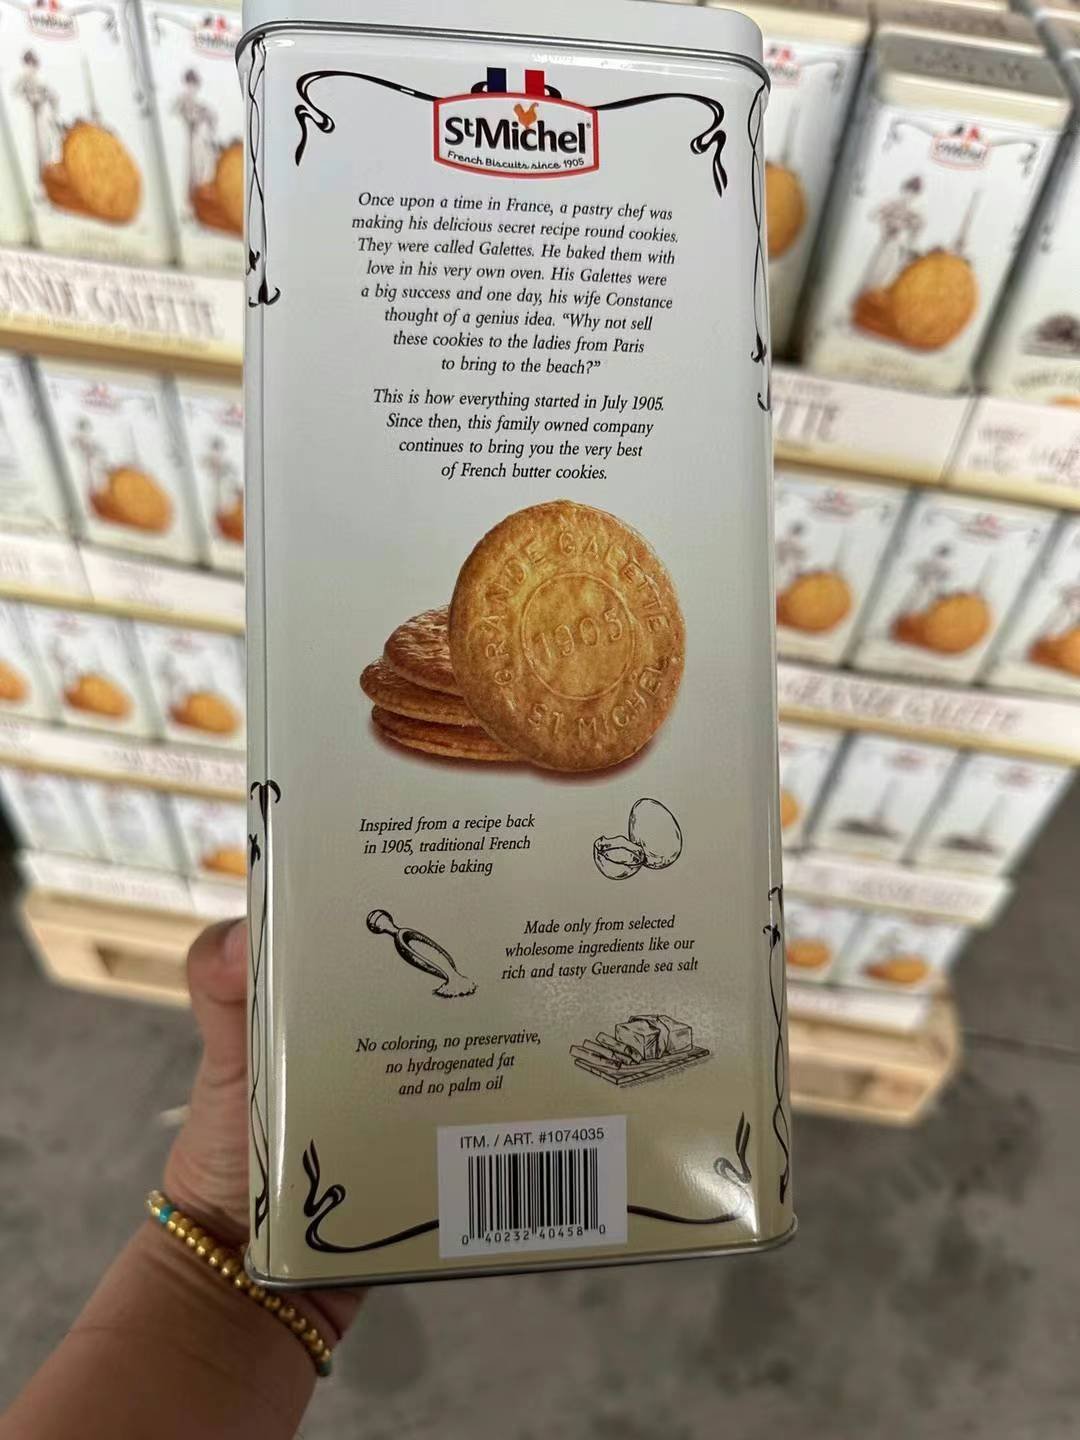 StMichel
French Biscuits since 1905
Once upon a time in France, a pastry chef was
making his delicious secret recipe round cookies.
They were called Galettes. He baked them with
love in his very own oven. His Galettes were
a big success and one day, his wife Constance
thought of a genius idea. “Why not sell
these cookies to the ladies from Paris
to bring to the beach?”
This is how everything started in July 1905.
Since then, this family owned company
continues to bring you the very best
of French butter cookies.
GRANDE GALETTE
1905
ST MICHEL
Inspired from a recipe back
in 1905, traditional French
cookie baking
Made only from selected
wholesome ingredients like our
rich and tasty Guerande sea salt
No coloring, no preservative,
no hydrogenated fat
and no palm oil
ITM. / ART. #1074035
0 40232 40458 0